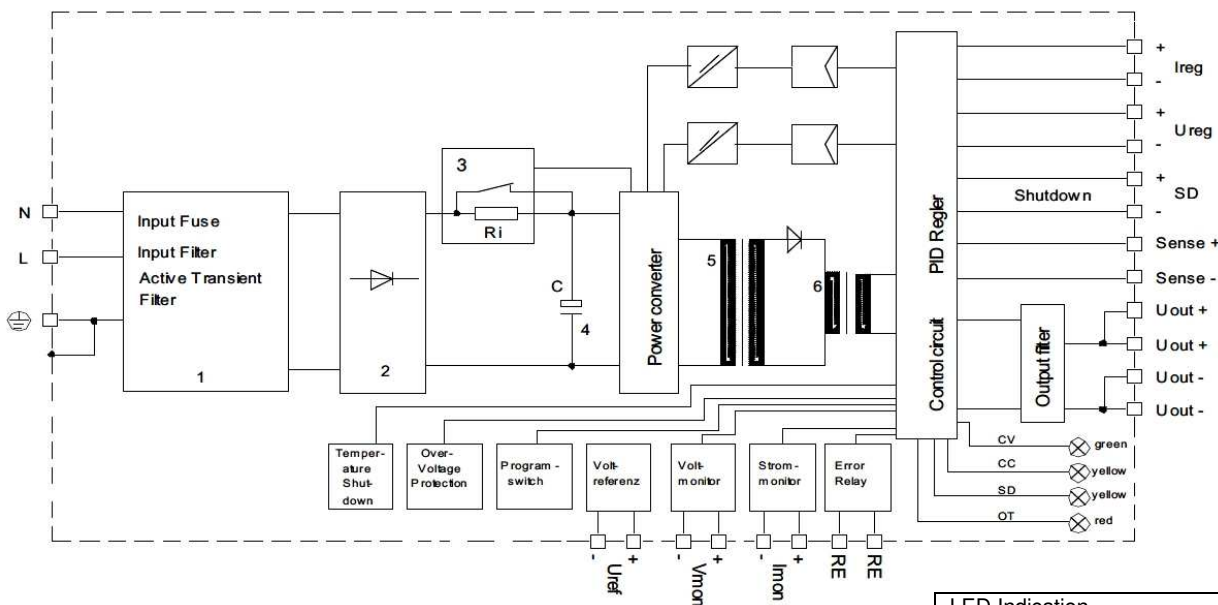 N
L
Input Fuse
Input Filter
Active Transient
Filter
1
2
3
Ri
C
4
Power converter
5
6
PID Regler
Control circuit
+
Ireg
-
+
Ureg
-
+
Shutdown
SD
-
Sense +
Sense -
Uout +
Uout +
Uout -
Uout -
Output filter
CV
green
CC
yellow
SD
yellow
OT
red
Temper-
ature
Shut-
down
Over-
Voltage
Protection
Program-
switch
Volt-
referenz
Volt-
monitor
Strom-
monitor
Error
Relay
- +
Uref
- +
Vmon
- +
Imon
RE
RE
LED Indication